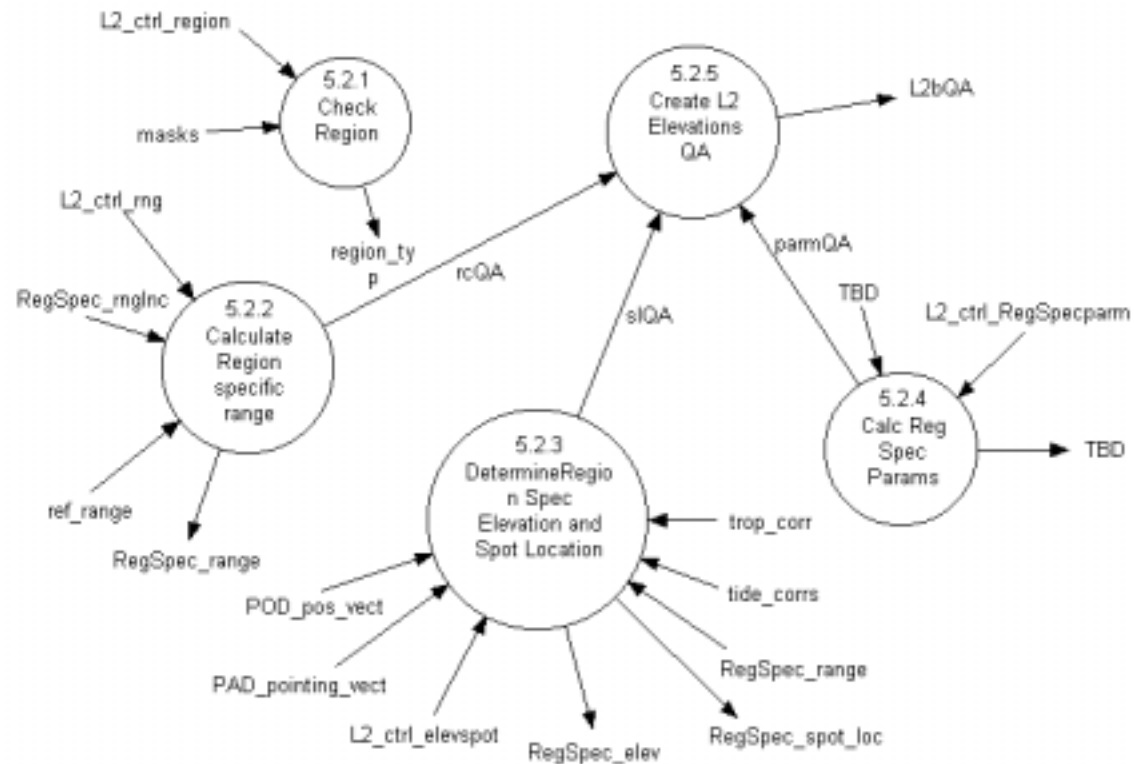 L2_ctrl_region
5.2.1
Check
Region
masks
region_ty
p
5.2.5
Create L2
Elevations
QA
L2bQA
L2_ctrl_rng
RegSpec_rngInc
5.2.2
Calculate
Region
specific
range
ref_range
RegSpec_range
rcQA
slQA
parmQA
TBD
L2_ctrl_RegSpecparm
5.2.4
Calc Reg
Spec
Params
TBD
5.2.3
DetermineRegio
n Spec
Elevation and
Spot Location
trop_corr
tide_corrs
RegSpec_range
RegSpec_spot_loc
POD_pos_vect
PAD_pointing_vect
L2_ctrl_elevspot
RegSpec_elev